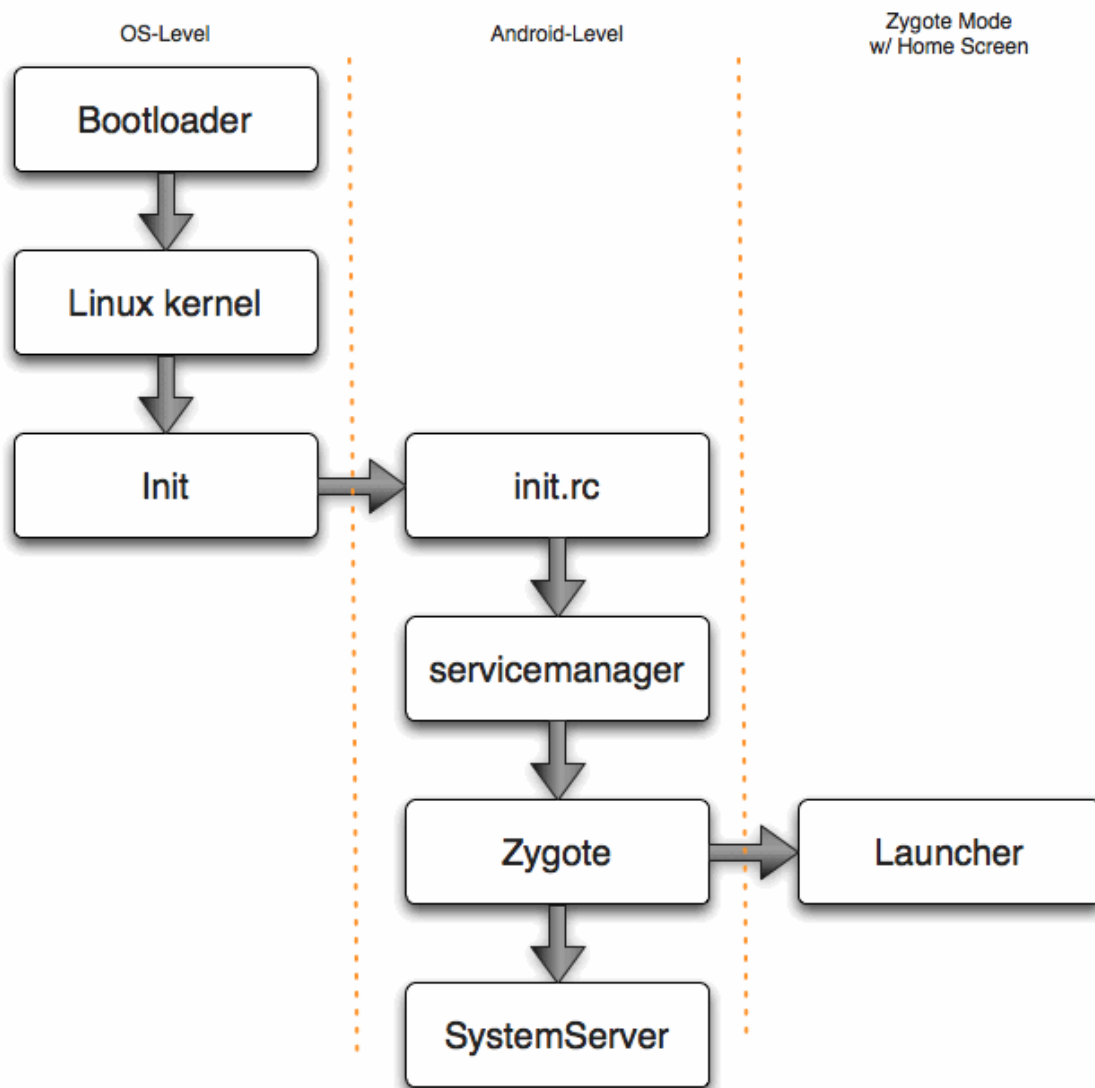 OS-Level
Android-Level
Zygote Mode
w/ Home Screen
Bootloader
Linux kernel
Init
init.rc
servicemanager
Zygote
Launcher
SystemServer